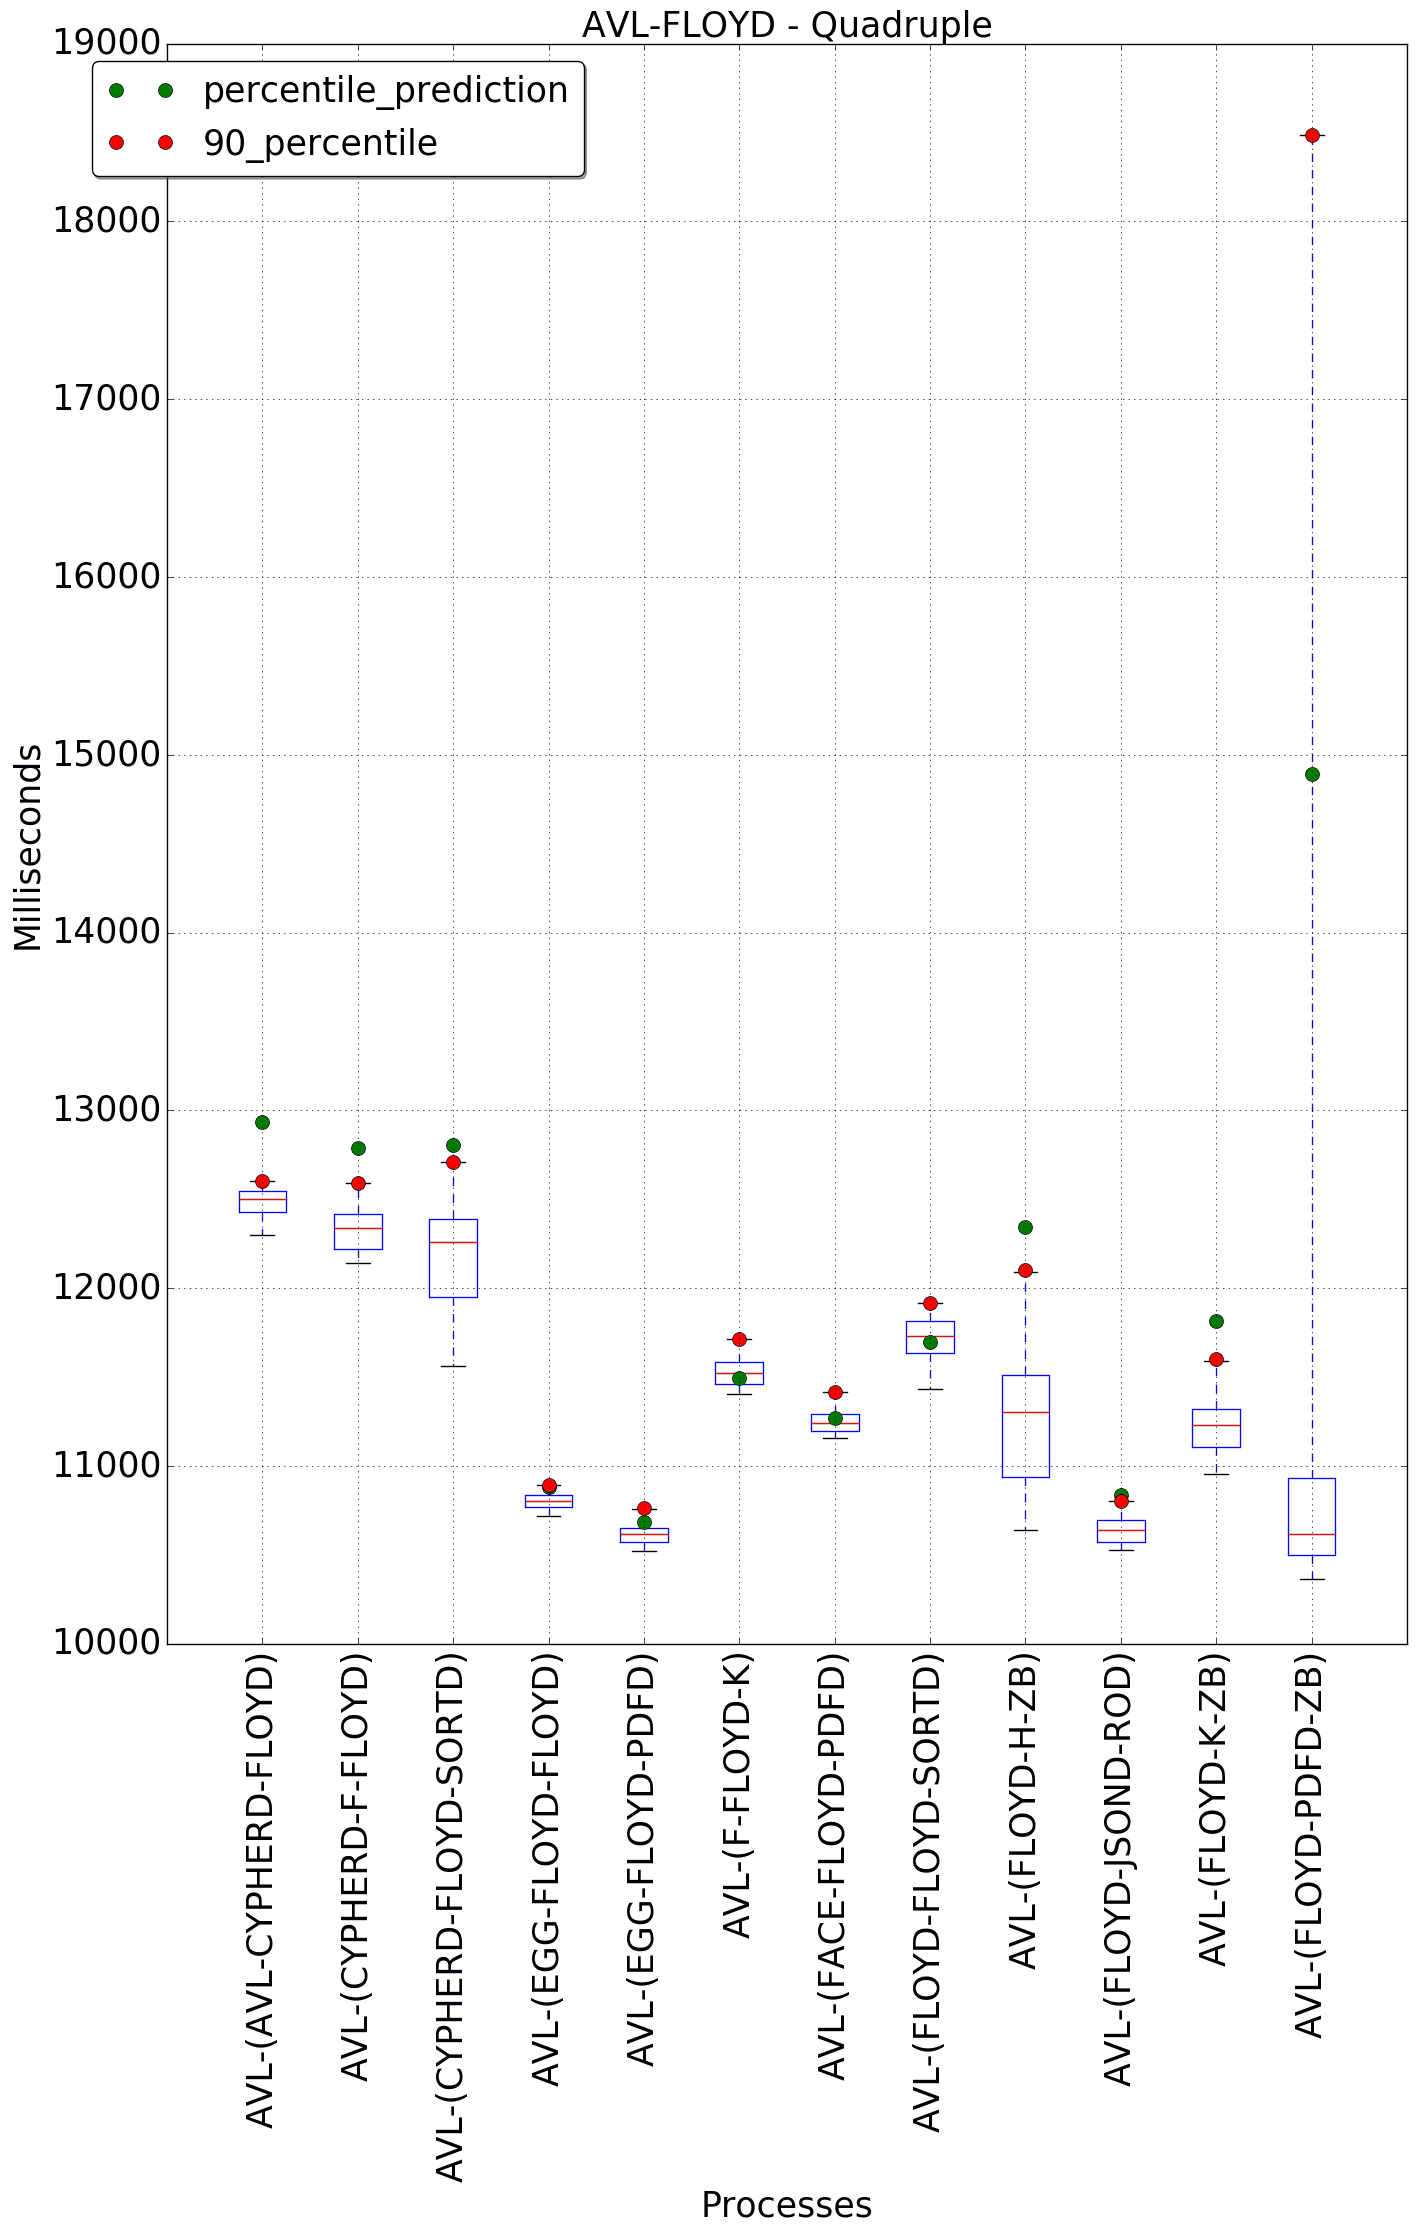 AVL-FLOYD - Quadruple
percentile_prediction
90_percentile
19000
18000
17000
16000
15000
14000
13000
12000
11000
10000
Milliseconds
AVL-(AVL-CYPHERD-FLOYD)
AVL-(CYPHERD-F-FLOYD)
AVL-(CYPHERD-FLOYD-SORTD)
AVL-(EGG-FLOYD-FLOYD)
AVL-(EGG-FLOYD-PDFD)
AVL-(F-FLOYD-K)
AVL-(FACE-FLOYD-PDFD)
AVL-(FLOYD-FLOYD-SORTD)
AVL-(FLOYD-H-ZB)
AVL-(FLOYD-JSOND-ROD)
AVL-(FLOYD-K-ZB)
AVL-(FLOYD-PDFD-ZB)
Processes